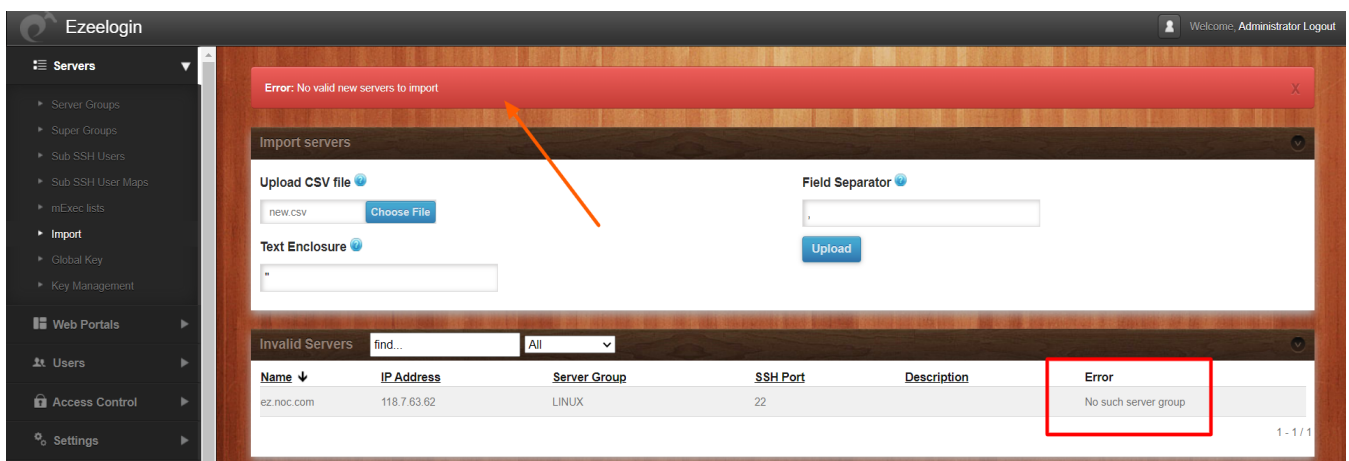 Ezeelogin
Welcome, Administrator Logout
Servers
Server Groups
Super Groups
Sub SSH Users
Sub SSH User Maps
mExec lists
Import
Global Key
Key Management
Web Portals
Users
Access Control
Settings
Error: No valid new servers to import
X
Import servers
Upload CSV file
Field Separator
new.csv Choose File
,
Text Enclosure
Upload
"
Invalid Servers find... All
Name IP Address Server Group SSH Port Description Error
ez.noc.com 118.7.63.62 LINUX 22 No such server group
1 - 1 / 1